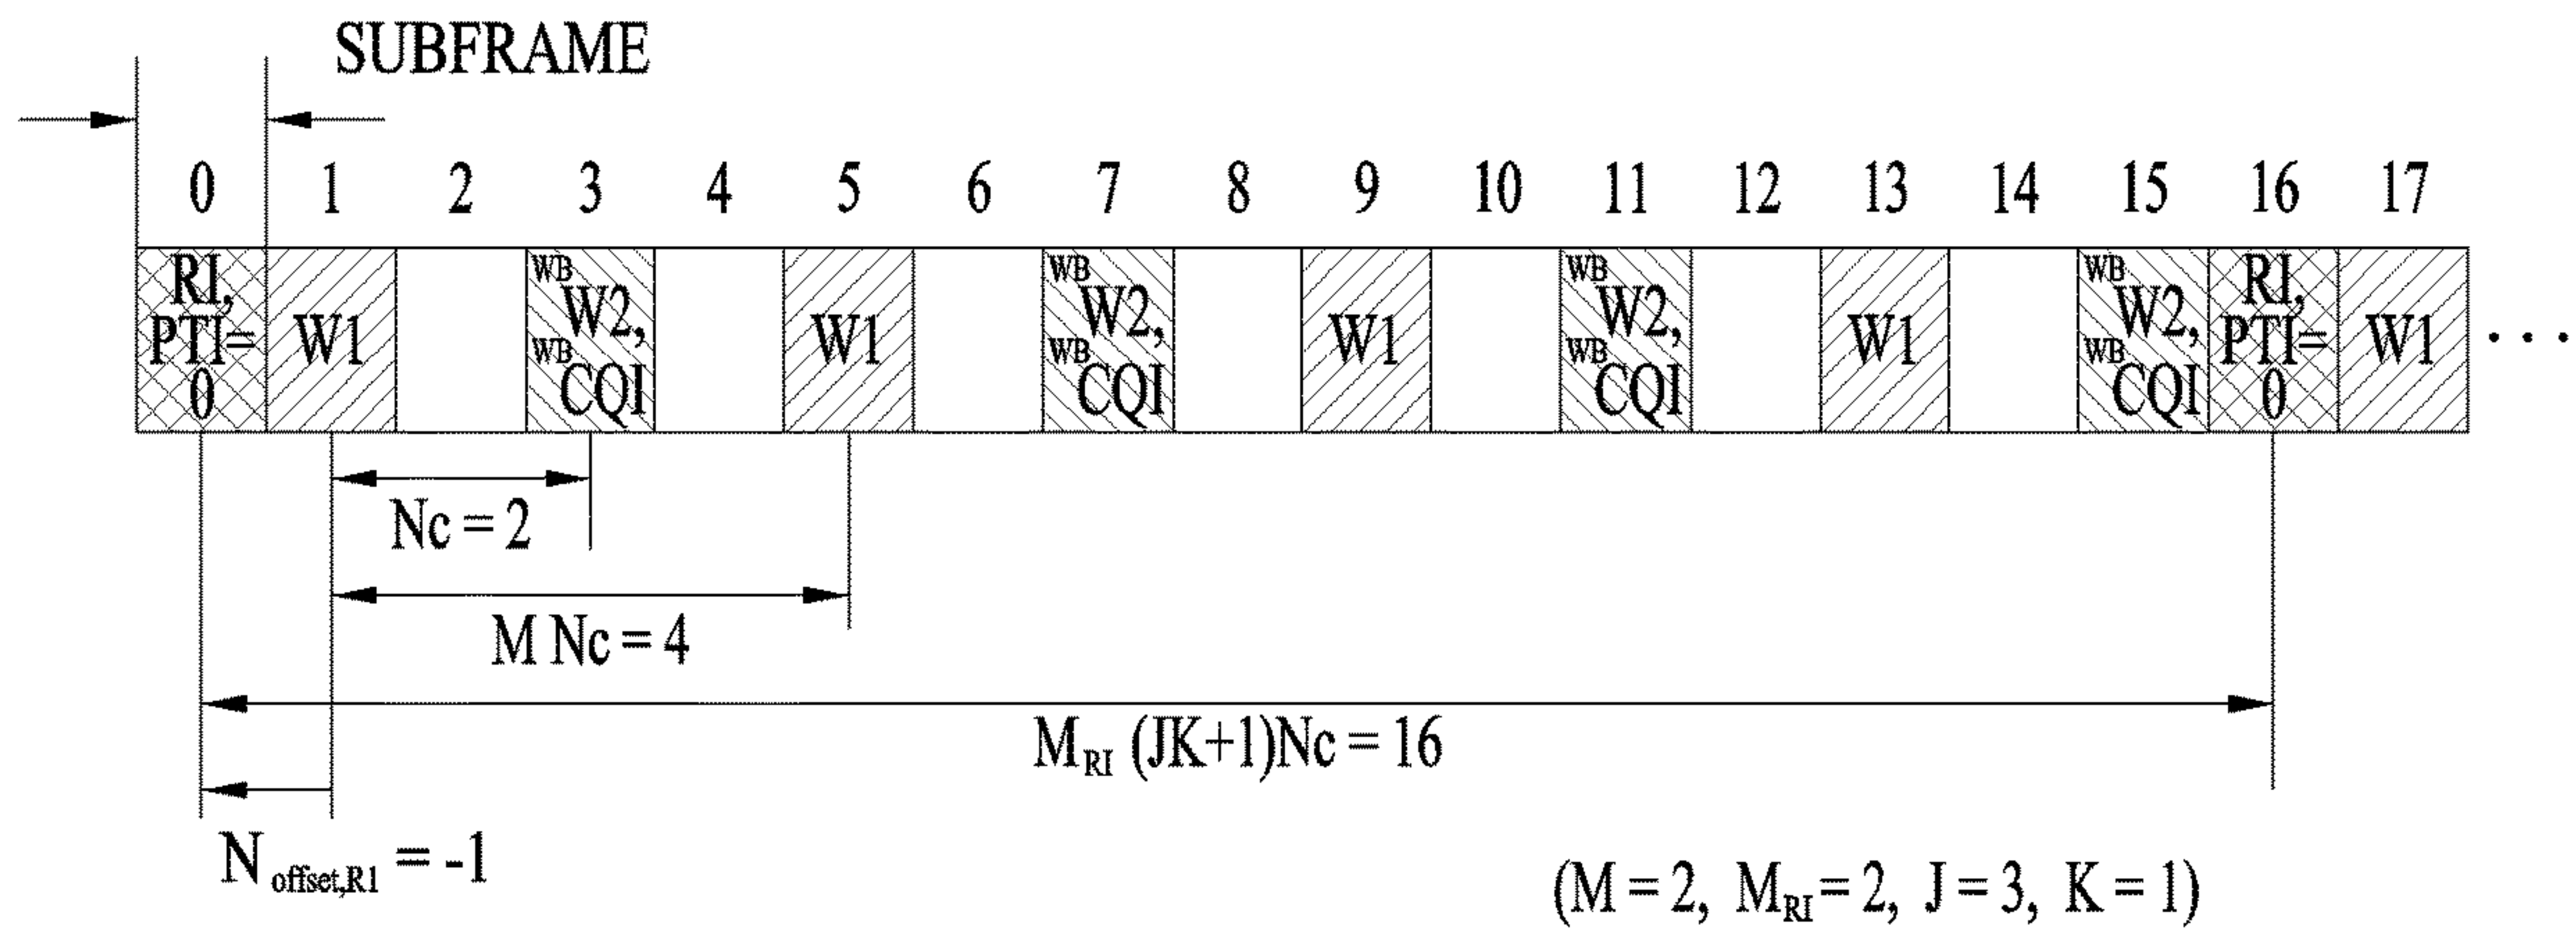 SUBFRAME
0 1 2 3 4 5 6 7 8 9 10 11 12 13 14 15 16 17
RI, PTI= 0
W1
WB W2, WB CQI
W1
WB W2, WB CQI
W1
WB W2, WB CQI
W1
WB W2, WB CQI
RI, PTI= 0
W1
· · ·
Nc = 2
M Nc = 4
M RI (JK+1)Nc = 16
N offset,R1 = -1
(M = 2, M RI = 2, J = 3, K = 1)